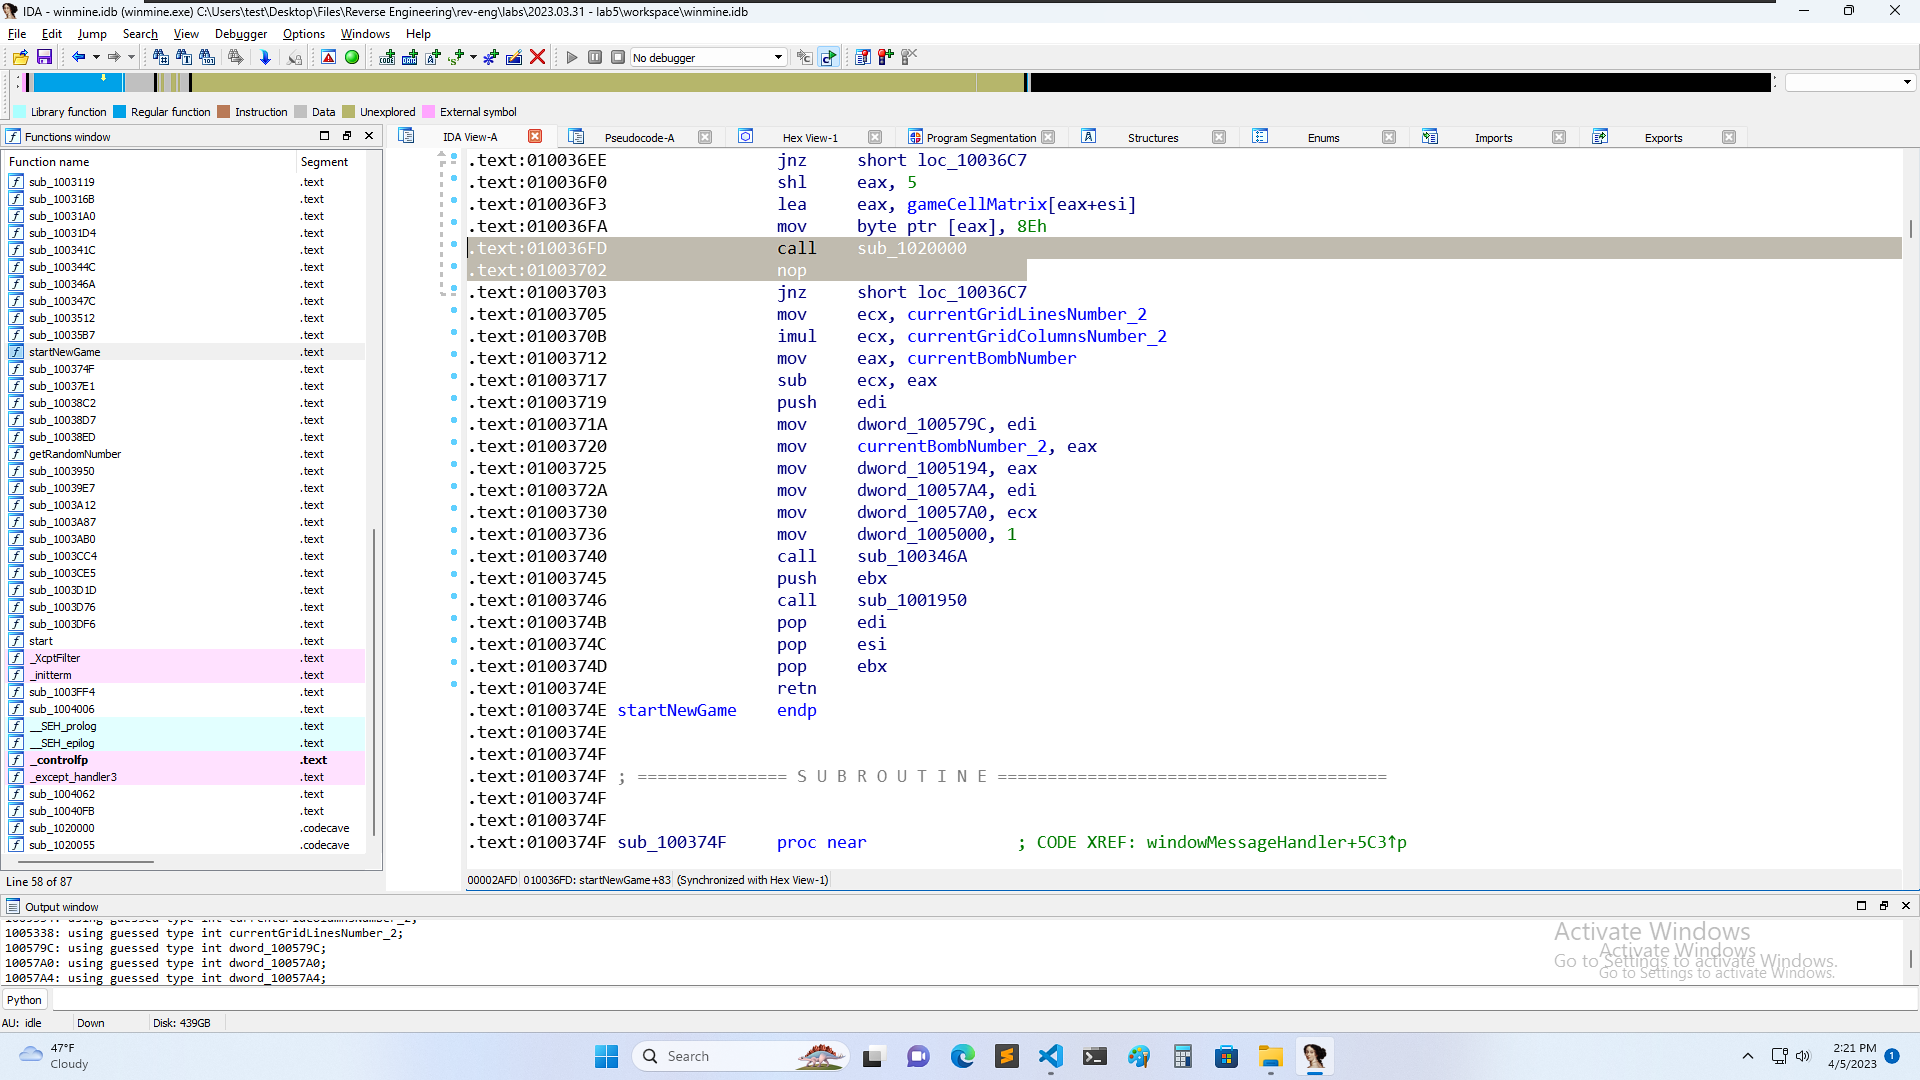 IDA - winmine.idb (winmine.exe) C:\Users\test\Desktop\Files\Reverse Engineering\rev-eng\labs\2023.03.31 - lab5\workspace\winmine.idb
File Edit Jump Search View Debugger Options Windows Help
No debugger
Library function Regular function Instruction Data Unexplored External symbol
Functions window
Function name Segment
sub_1003119 .text
sub_100316B .text
sub_10031A0 .text
sub_10031D4 .text
sub_100341C .text
sub_100344C .text
sub_100346A .text
sub_100347C .text
sub_1003512 .text
sub_10035B7 .text
startNewGame .text
sub_100374F .text
sub_10037E1 .text
sub_10038C2 .text
sub_10038D7 .text
sub_10038ED .text
getRandomNumber .text
sub_1003950 .text
sub_10039E7 .text
sub_1003A12 .text
sub_1003A87 .text
sub_1003AB0 .text
sub_1003CC4 .text
sub_1003CE5 .text
sub_1003D1D .text
sub_1003D76 .text
sub_1003DF6 .text
start .text
_XcptFilter .text
_initterm .text
sub_1003FF4 .text
sub_1004006 .text
__SEH_prolog .text
__SEH_epilog .text
_controlfp .text
_except_handler3 .text
sub_1004062 .text
sub_10040FB .text
sub_1020000 .codecave
sub_1020055 .codecave
Line 58 of 87
IDA View-A Pseudocode-A Hex View-1 Program Segmentation Structures Enums Imports Exports
.text:010036EE jnz short loc_10036C7
.text:010036F0 shl eax, 5
.text:010036F3 lea eax, gameCellMatrix[eax+esi]
.text:010036FA mov byte ptr [eax], 8Eh
.text:010036FD call sub_1020000
.text:01003702 nop
.text:01003703 jnz short loc_10036C7
.text:01003705 mov ecx, currentGridLinesNumber_2
.text:0100370B imul ecx, currentGridColumnsNumber_2
.text:01003712 mov eax, currentBombNumber
.text:01003717 sub ecx, eax
.text:01003719 push edi
.text:0100371A mov dword_100579C, edi
.text:01003720 mov currentBombNumber_2, eax
.text:01003725 mov dword_1005194, eax
.text:0100372A mov dword_10057A4, edi
.text:01003730 mov dword_10057A0, ecx
.text:01003736 mov dword_1005000, 1
.text:01003740 call sub_100346A
.text:01003745 push ebx
.text:01003746 call sub_1001950
.text:0100374B pop edi
.text:0100374C pop esi
.text:0100374D pop ebx
.text:0100374E retn
.text:0100374E startNewGame endp
.text:0100374E
.text:0100374F
.text:0100374F ; =============== S U B R O U T I N E =======================================
.text:0100374F
.text:0100374F
.text:0100374F sub_100374F proc near ; CODE XREF: windowMessageHandler+5C3↑p
00002AFD 010036FD: startNewGame+83 (Synchronized with Hex View-1)
Output window
using guessed type int currentGridColumnsNumber_2;
1005338: using guessed type int currentGridLinesNumber_2;
100579C: using guessed type int dword_100579C;
10057A0: using guessed type int dword_10057A0;
10057A4: using guessed type int dword_10057A4;
Activate Windows
Activate Windows
Go to Settings to activate Windows.
Go to Settings to activate Windows.
Python
AU: idle Down Disk: 439GB
47°F
Cloudy
Search
2:21 PM
4/5/2023
1